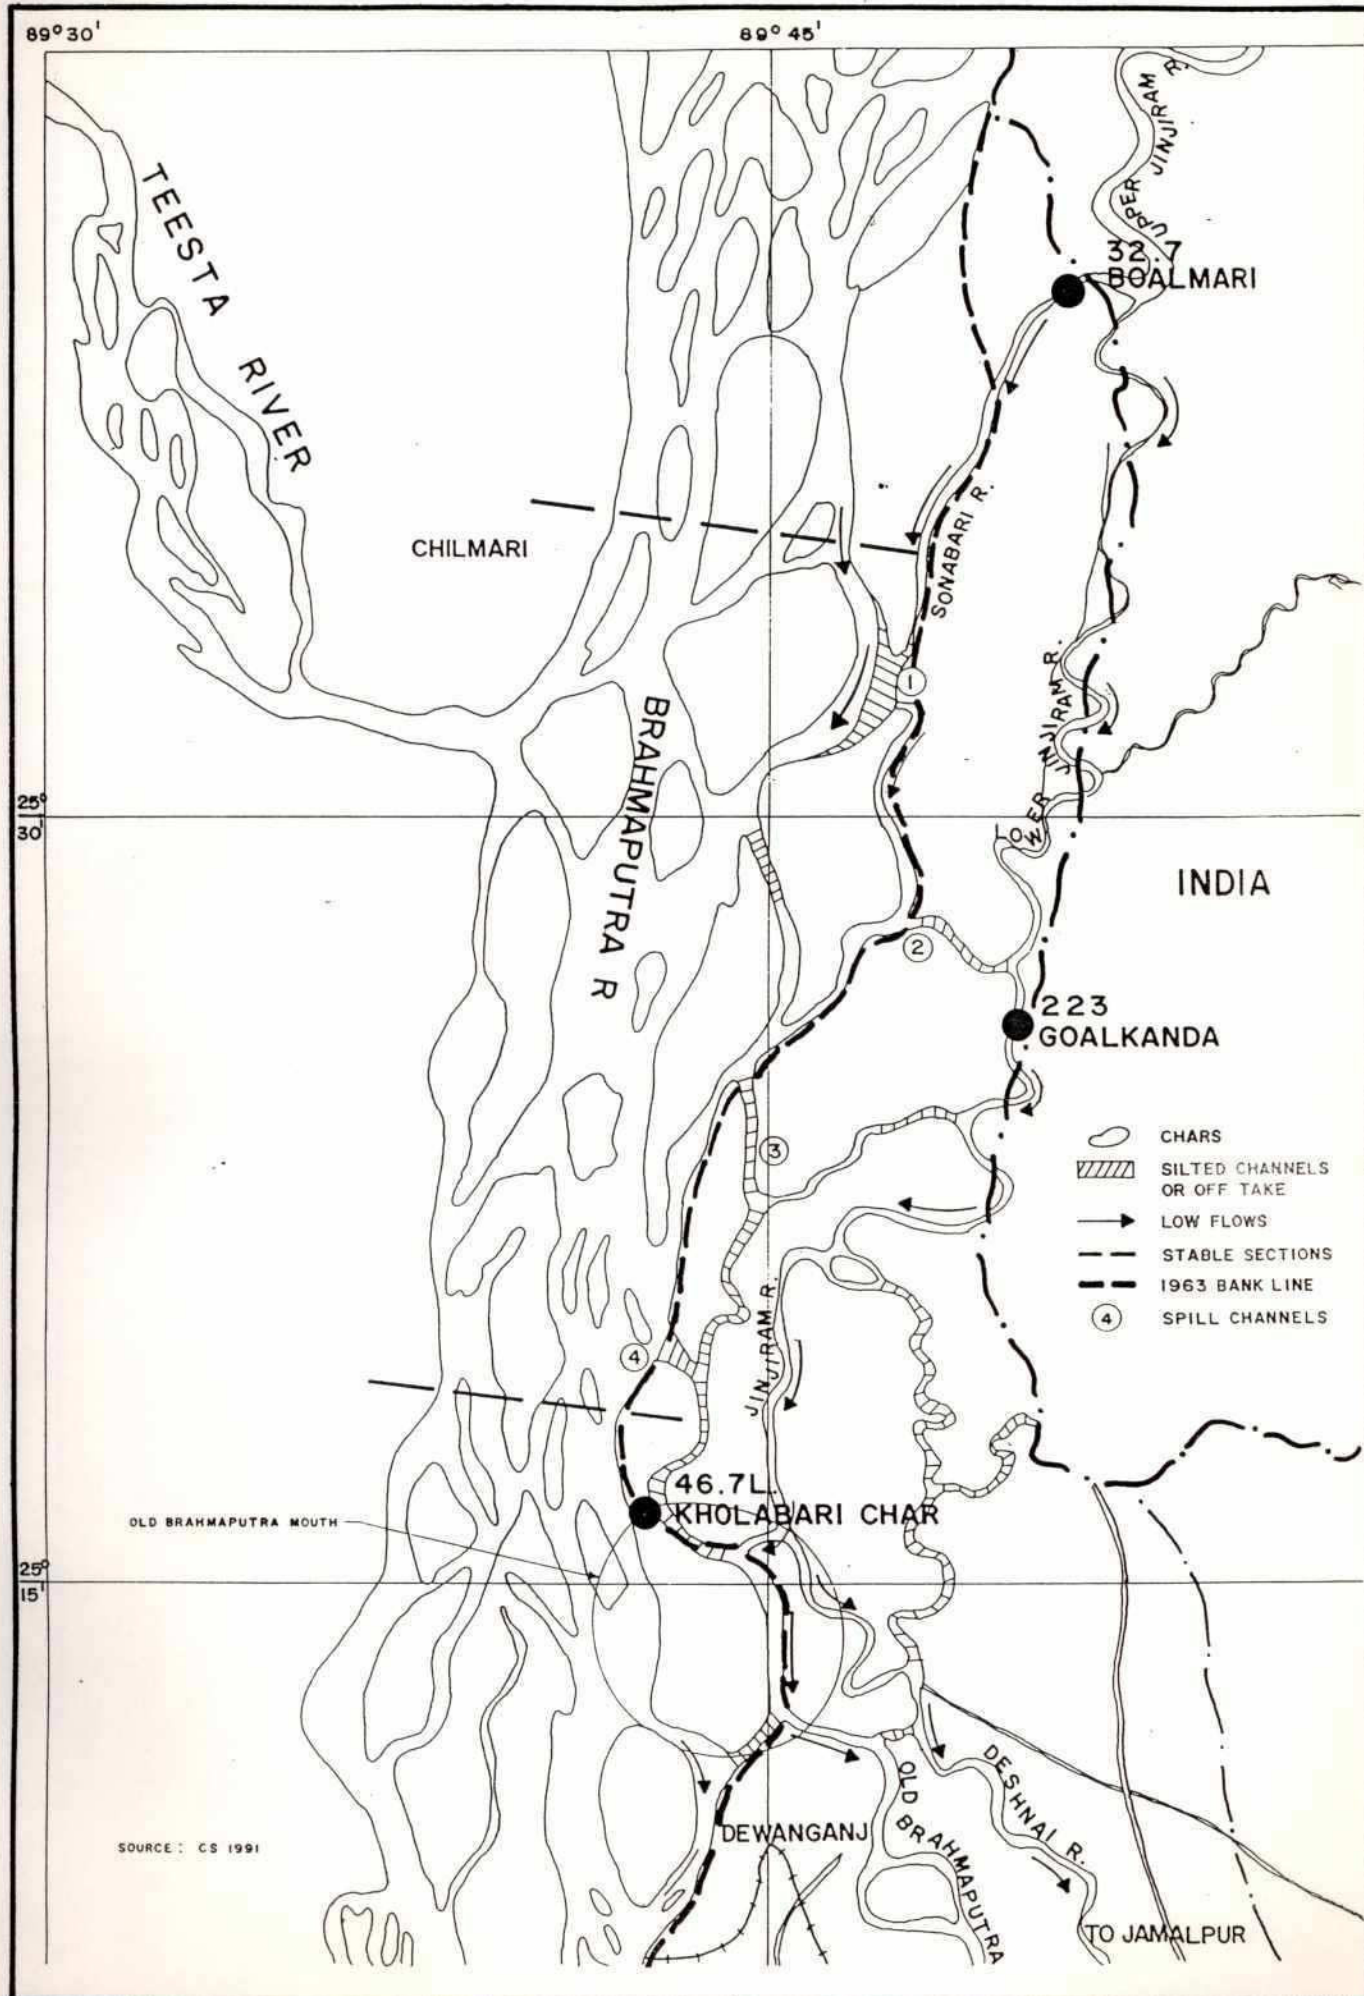 89°30'
89°45'
UPPER JINJIRAM R.
TEESTA RIVER
32.7
BOALMARI
CHILMARI
SONABARI R.
1
BRAHMAPUTRA R
LOWER JINJIRAM R.
25°
30'
INDIA
2
223
GOALKANDA
3
CHARS
SILTED CHANNELS
OR OFF TAKE
LOW FLOWS
STABLE SECTIONS
1963 BANK LINE
4 SPILL CHANNELS
JINJIRAM R.
4
46.7L.
KHOLABARI CHAR
OLD BRAHMAPUTRA MOUTH
25°
15'
OLD BRAHMAPUTRA
DESHNAI R.
DEWANGANJ
SOURCE: CS 1991
TO JAMALPUR